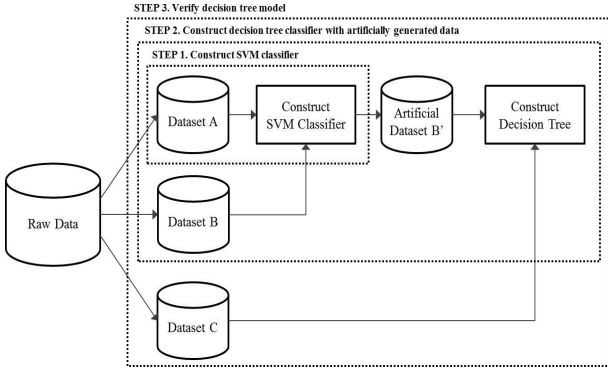 STEP 3. Verify decision tree model
STEP 2. Construct decision tree classifier with artificially generated data
STEP 1. Construct SVM classifier
Dataset A
Construct
SVM Classifier
Artificial
Dataset B’
Construct
Decision Tree
Raw Data
Dataset B
Dataset C